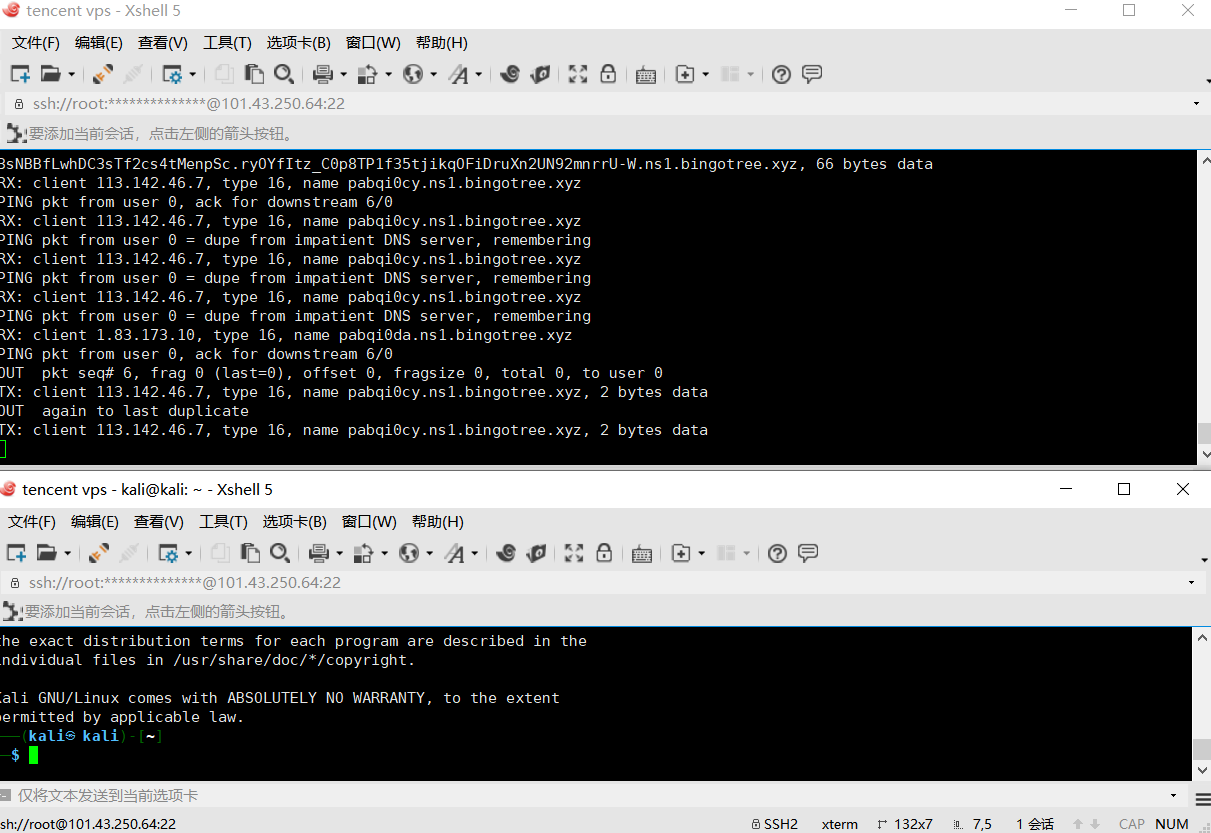 tencent vps - Xshell 5
文件(F) 编辑(E) 查看(V) 工具(T) 选项卡(B) 窗口(W) 帮助(H)
ssh://root:**************@101.43.250.64:22
要添加当前会话，点击左侧的箭头按钮。
3sNBBfLwhDC3sTf2cs4tMenpSc.ryOYfItz_C0p8TP1f35tjikqOFiDruXn2UN92mnrrU-W.ns1.bingotree.xyz, 66 bytes data
RX: client 113.142.46.7, type 16, name pabqi0cy.ns1.bingotree.xyz
PING pkt from user 0, ack for downstream 6/0
RX: client 113.142.46.7, type 16, name pabqi0cy.ns1.bingotree.xyz
PING pkt from user 0 = dupe from impatient DNS server, remembering
RX: client 113.142.46.7, type 16, name pabqi0cy.ns1.bingotree.xyz
PING pkt from user 0 = dupe from impatient DNS server, remembering
RX: client 113.142.46.7, type 16, name pabqi0cy.ns1.bingotree.xyz
PING pkt from user 0 = dupe from impatient DNS server, remembering
RX: client 1.83.173.10, type 16, name pabqi0da.ns1.bingotree.xyz
PING pkt from user 0, ack for downstream 6/0
OUT  pkt seq# 6, frag 0 (last=0), offset 0, fragsize 0, total 0, to user 0
TX: client 113.142.46.7, type 16, name pabqi0cy.ns1.bingotree.xyz, 2 bytes data
OUT  again to last duplicate
TX: client 113.142.46.7, type 16, name pabqi0cy.ns1.bingotree.xyz, 2 bytes data
tencent vps - kali@kali: ~ - Xshell 5
文件(F) 编辑(E) 查看(V) 工具(T) 选项卡(B) 窗口(W) 帮助(H)
ssh://root:**************@101.43.250.64:22
要添加当前会话，点击左侧的箭头按钮。
the exact distribution terms for each program are described in the
individual files in /usr/share/doc/*/copyright.
Kali GNU/Linux comes with ABSOLUTELY NO WARRANTY, to the extent
permitted by applicable law.
──(kali㉿kali)-[~]
─$
仅将文本发送到当前选项卡
sh://root@101.43.250.64:22 SSH2 xterm 132x7 7,5 1 会话 CAP NUM